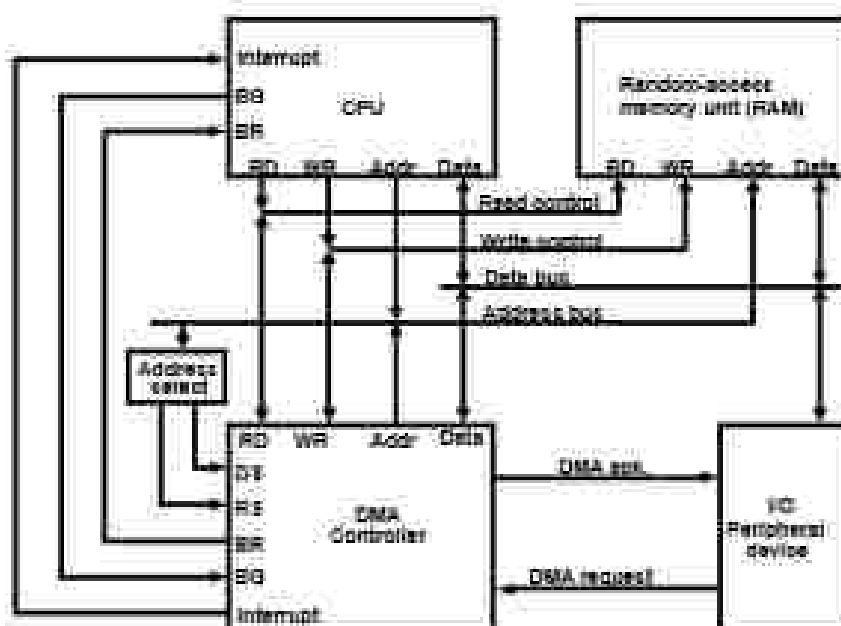 Interrupt
BG
BR
CPU
RD WR Addr Data
Random-access
memory unit (RAM)
RD WR Addr Data
Read control
Write control
Data bus
Address bus
Address
select
RD WR Addr Data
DS
RS
BR
BG
Interrupt
DMA
Controller
DMA ack.
DMA request
I/O
Peripheral
device